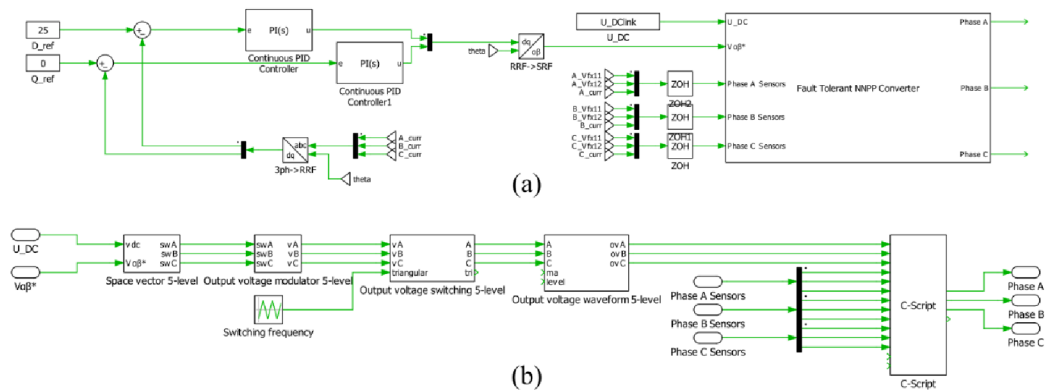 25
D_ref
0
Q_ref
e
PI(s)
u
Continuous PID
Controller
e
PI(s)
u
Continuous PID
Controller1
theta
dq
αβ
RRF->SRF
abc
dq
3ph->RRF
A_curr
B_curr
C_curr
theta
U_DClink
U_DC
A_Vfx11
A_Vfx12
A_curr
ZOH
ZOH2
B_Vfx11
B_Vfx12
B_curr
ZOH
ZOH1
C_Vfx11
C_Vfx12
C_curr
ZOH
ZOH
U_DC
Vαβ*
Phase A Sensors
Phase B Sensors
Phase C Sensors
Fault Tolerant NNPP Converter
Phase A
Phase B
Phase C
(a)
U_DC
Vαβ*
vdc
Vαβ*
swA
swB
swC
Space vector 5-level
swA
swB
swC
vA
vB
vC
Output voltage modulator 5-level
Switching frequency
vA
vB
vC
triangular
A
B
C
tri
Output voltage switching 5-level
A
B
C
ma
level
ovA
ovB
ovC
Output voltage waveform 5-level
Phase A Sensors
Phase B Sensors
Phase C Sensors
C-Script
C-Script
Phase A
Phase B
Phase C
(b)